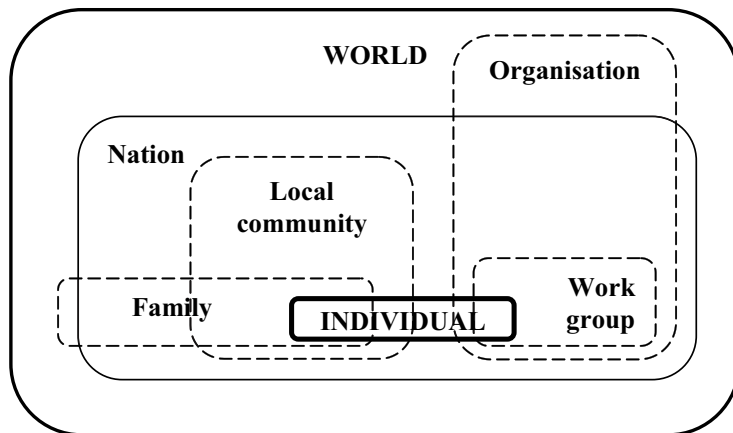 WORLD
Organisation
Nation
Local
community
Family
INDIVIDUAL
Work
group